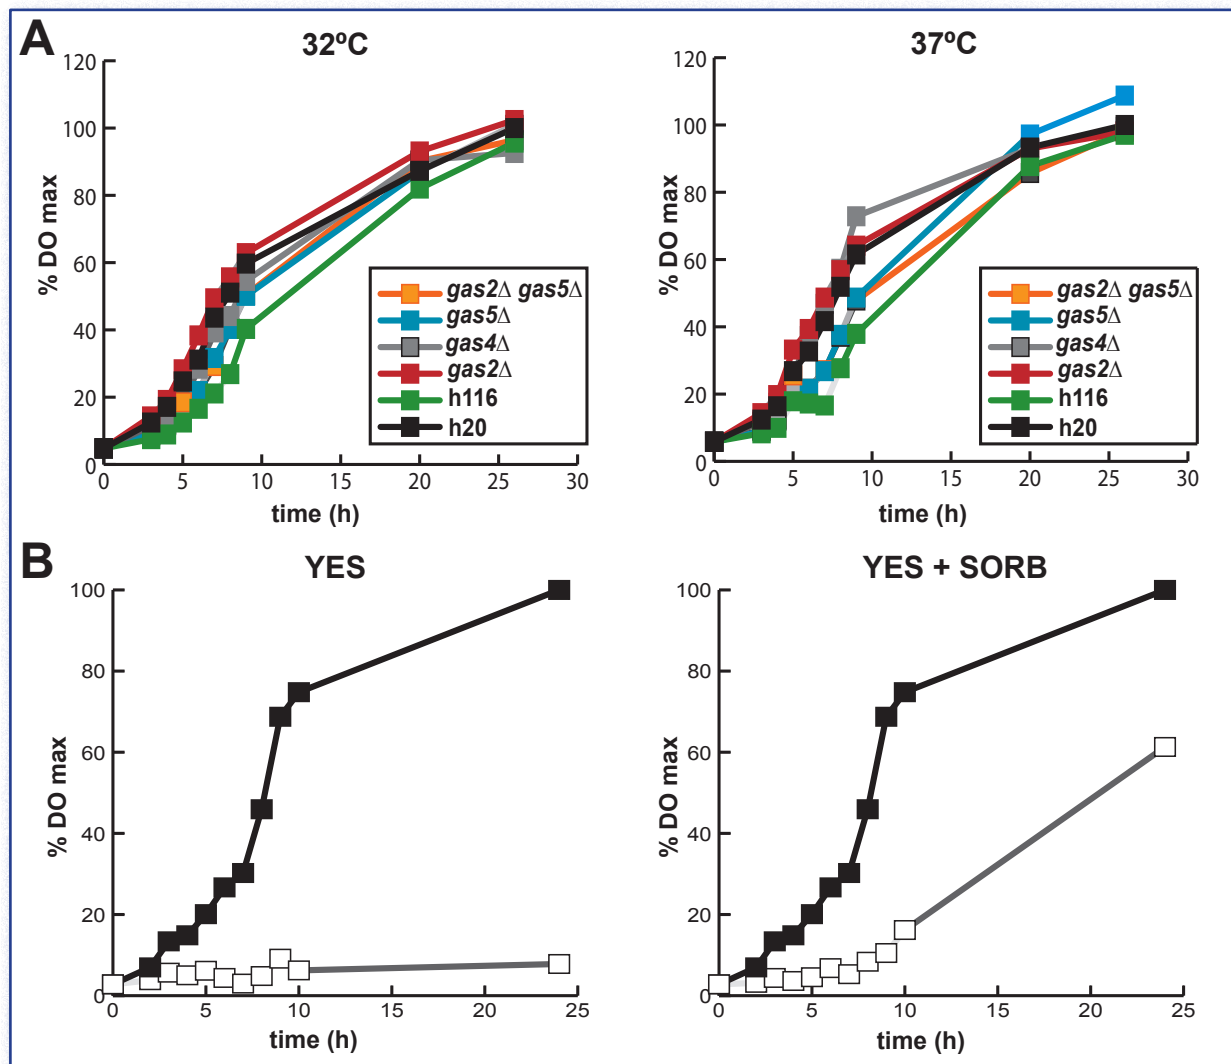 A
32ºC
37ºC
% DO max
120
100
80
60
40
20
0
0 5 10 15 20 25 30
time (h)
gas2Δ gas5Δ
gas5Δ
gas4Δ
gas2Δ
h116
h20
% DO max
120
100
80
60
40
20
0
0 5 10 15 20 25 30
time (h)
gas2Δ gas5Δ
gas5Δ
gas4Δ
gas2Δ
h116
h20
B
YES
YES + SORB
% DO max
100
80
60
40
20
0
0 5 10 15 20 25
time (h)
% DO max
100
80
60
40
20
0
0 5 10 15 20 25
time (h)